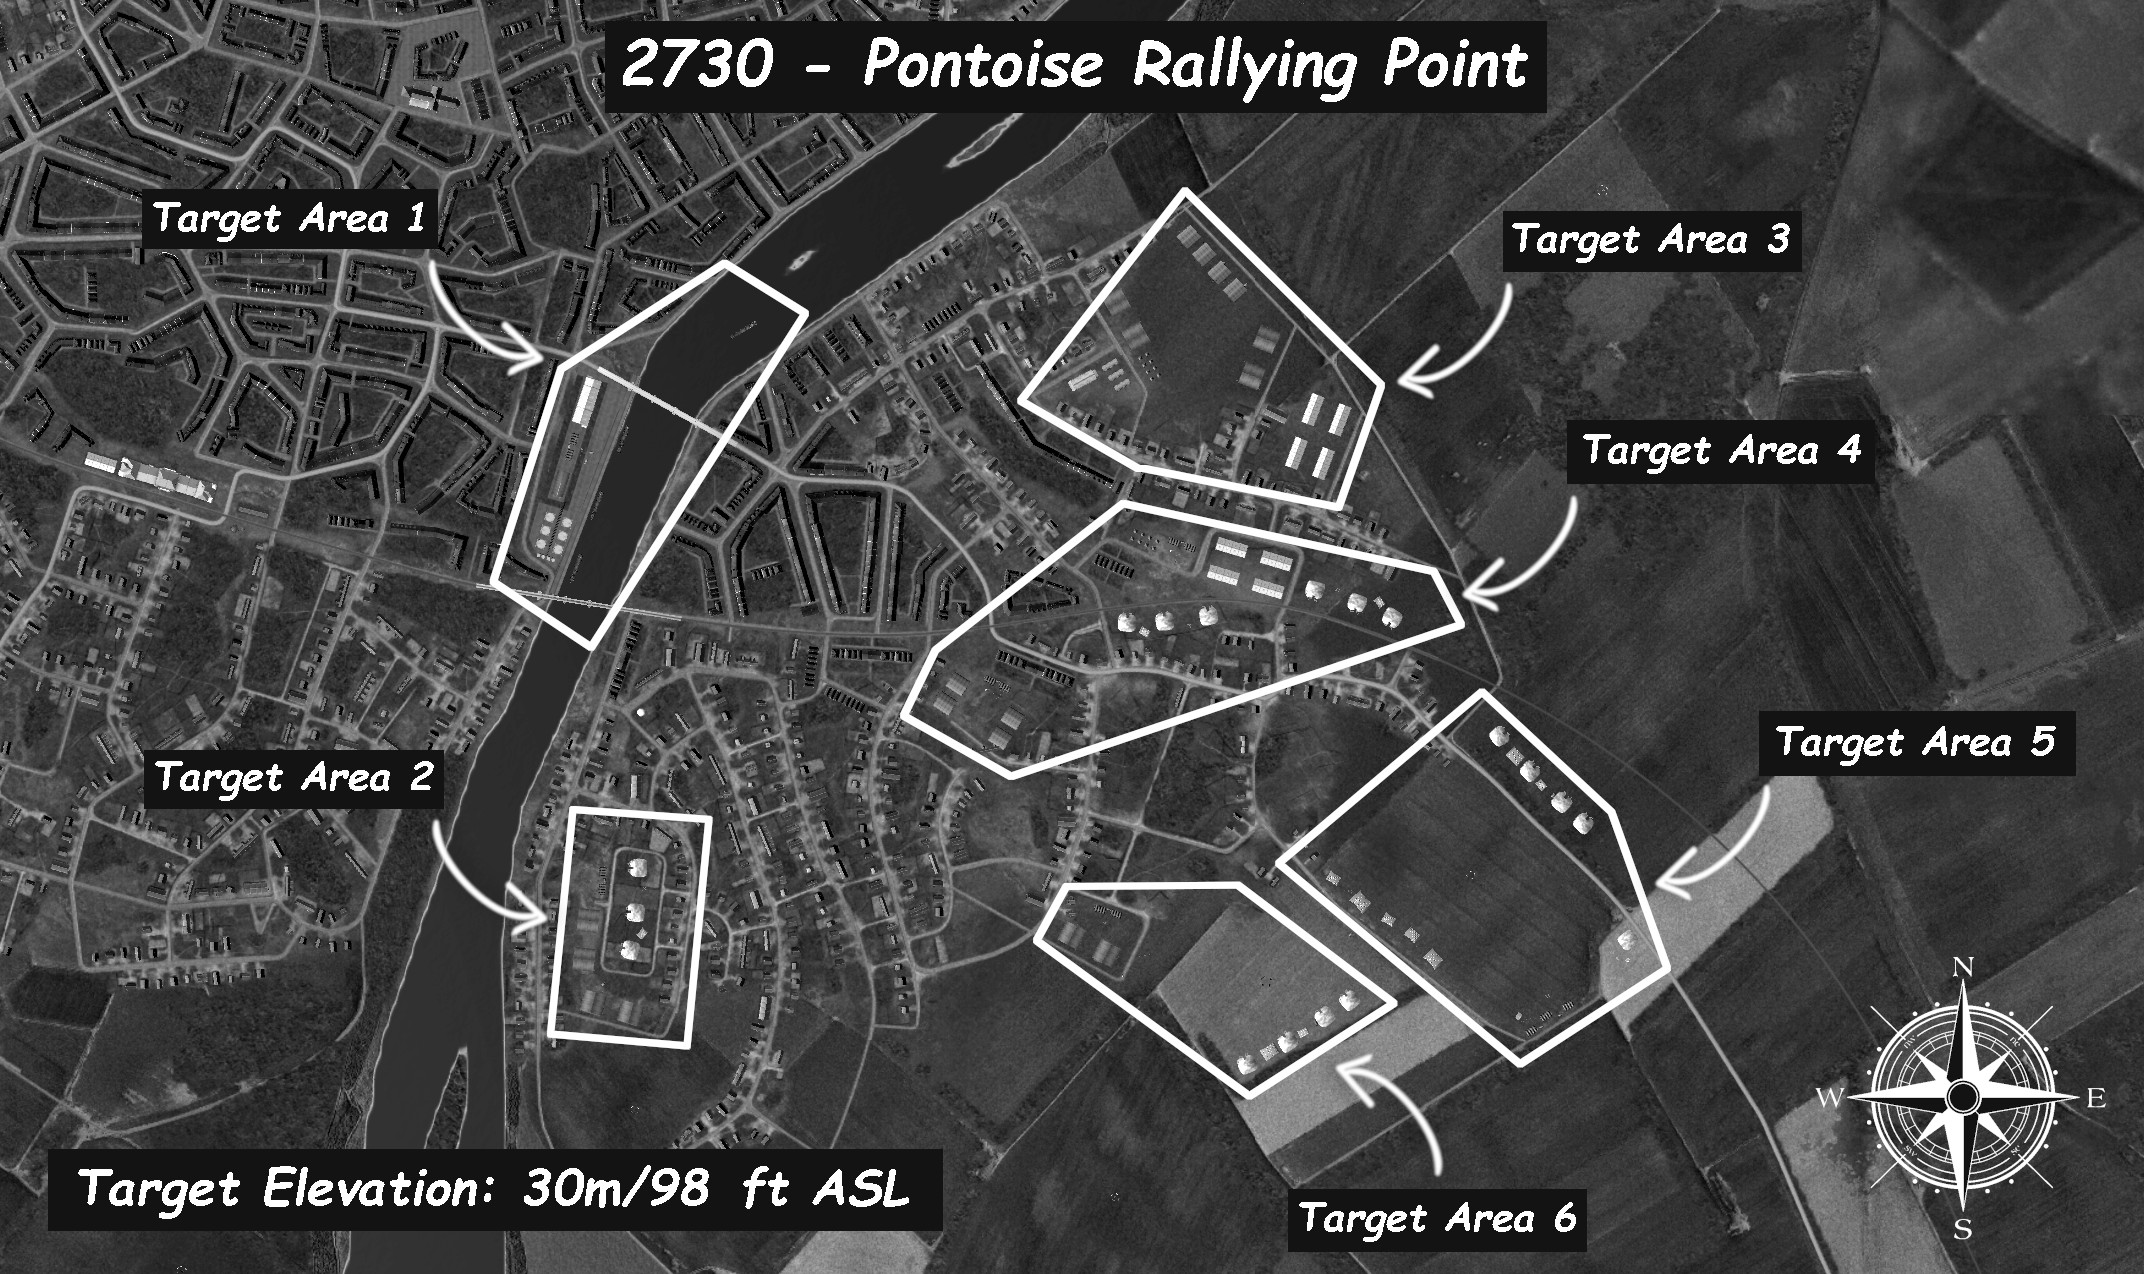 2730 - Pontoise Rallying Point
Target Area 1
Target Area 3
Target Area 4
Target Area 2
Target Area 5
N
W
E
S
Target Elevation: 30m/98 ft ASL
Target Area 6